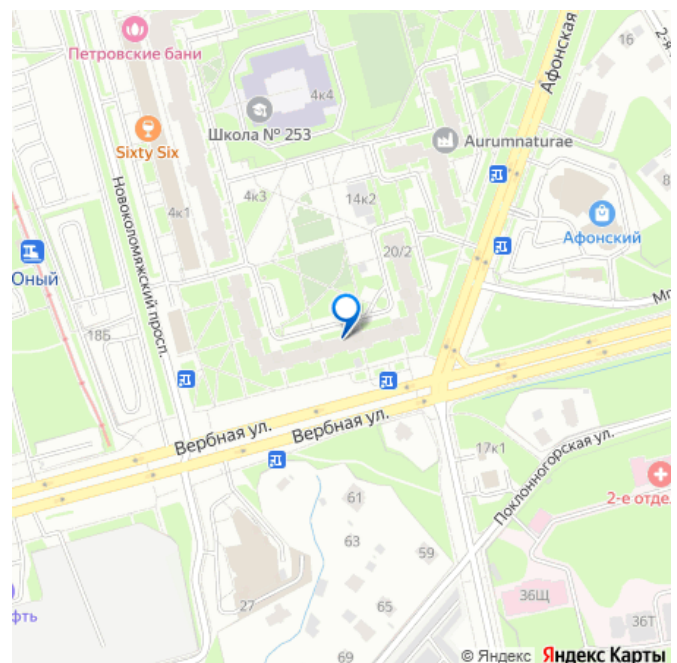 Петровские бани
16
2-я
Афонская
4к4
Школа № 253
Aurumnaturae
Sixty Six
4к1
4к3
14к2
8
Афонский
20/2
Юный
Новоколомяжский просп.
18Б
Вербная ул.
Вербная ул.
17к1
Поклонногорская ул.
61
2-е отде
63
59
27
65
36Щ
36Т
69
© Яндекс Яндекс Карты